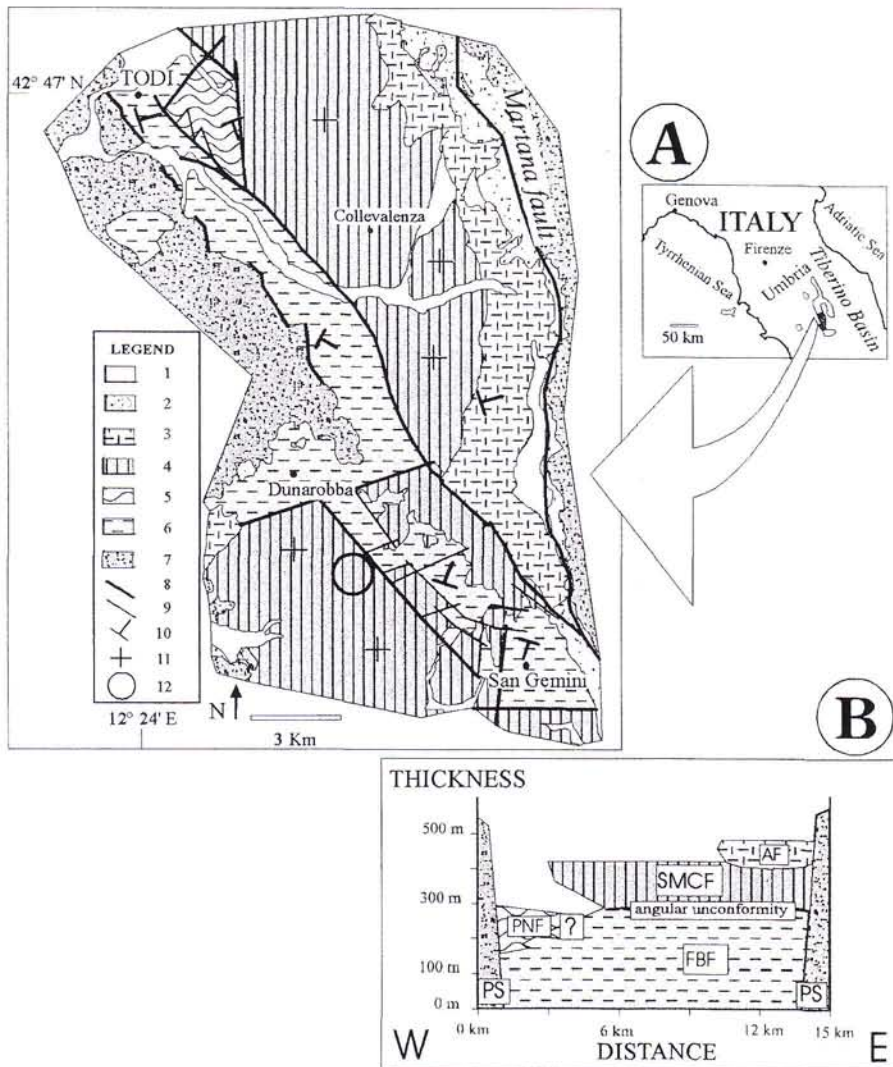 42° 47' N
TODI
Martana fault
Collevalenza
Dunarobba
San Gemini
LEGEND
1
2
3
4
5
6
7
8
9
10
11
12
12° 24' E
N
3 Km
A
Genova
ITALY
Adriatic Sea
Firenze
Tyrrhenian Sea
Umbria
Tiberino Basin
50 km
B
THICKNESS
500 m
300 m
100 m
0 m
AF
SMCF
angular unconformity
PNF
?
FBF
PS
PS
0 km
6 km
12 km
15 km
W
DISTANCE
E